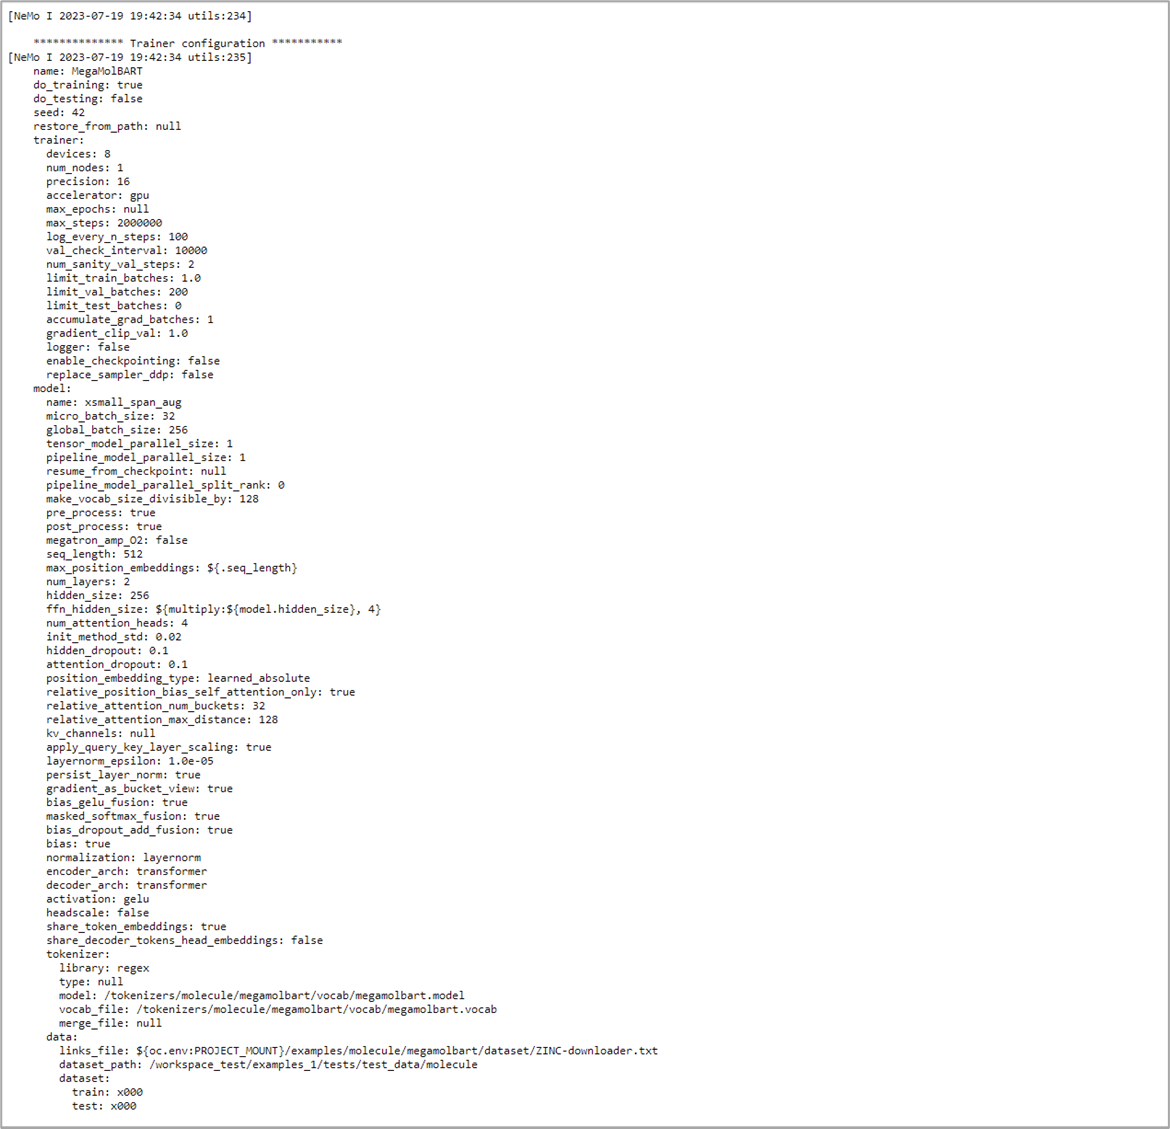 [NeMo I 2023-07-19 19:42:34 utils:234]
************** Trainer configuration ***********
[NeMo I 2023-07-19 19:42:34 utils:235]
name: MegaMolBART
do_training: true
do_testing: false
seed: 42
restore_from_path: null
trainer:
devices: 8
num_nodes: 1
precision: 16
accelerator: gpu
max_epochs: null
max_steps: 2000000
log_every_n_steps: 100
val_check_interval: 10000
num_sanity_val_steps: 2
limit_train_batches: 1.0
limit_val_batches: 200
limit_test_batches: 0
accumulate_grad_batches: 1
gradient_clip_val: 1.0
logger: false
enable_checkpointing: false
replace_sampler_ddp: false
model:
name: xsmall_span_aug
micro_batch_size: 32
global_batch_size: 256
tensor_model_parallel_size: 1
pipeline_model_parallel_size: 1
resume_from_checkpoint: null
pipeline_model_parallel_split_rank: 0
make_vocab_size_divisible_by: 128
pre_process: true
post_process: true
megatron_amp_O2: false
seq_length: 512
max_position_embeddings: ${.seq_length}
num_layers: 2
hidden_size: 256
ffn_hidden_size: ${multiply:${model.hidden_size}, 4}
num_attention_heads: 4
init_method_std: 0.02
hidden_dropout: 0.1
attention_dropout: 0.1
position_embedding_type: learned_absolute
relative_position_bias_self_attention_only: true
relative_attention_num_buckets: 32
relative_attention_max_distance: 128
kv_channels: null
apply_query_key_layer_scaling: true
layernorm_epsilon: 1.0e-05
persist_layer_norm: true
gradient_as_bucket_view: true
bias_gelu_fusion: true
masked_softmax_fusion: true
bias_dropout_add_fusion: true
bias: true
normalization: layernorm
encoder_arch: transformer
decoder_arch: transformer
activation: gelu
headscale: false
share_token_embeddings: true
share_decoder_tokens_head_embeddings: false
tokenizer:
library: regex
type: null
model: /tokenizers/molecule/megamolbart/vocab/megamolbart.model
vocab_file: /tokenizers/molecule/megamolbart/vocab/megamolbart.vocab
merge_file: null
data:
links_file: ${oc.env:PROJECT_MOUNT}/examples/molecule/megamolbart/dataset/ZINC-downloader.txt
dataset_path: /workspace_test/examples_1/tests/test_data/molecule
dataset:
train: x000
test: x000